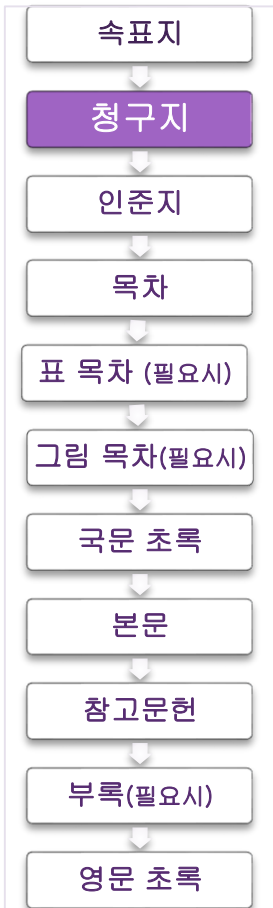 속표지
청구지
인준지
목차
표 목차 (필요시)
그림 목차(필요시)
국문 초록
본문
참고문헌
부록(필요시)
영문 초록